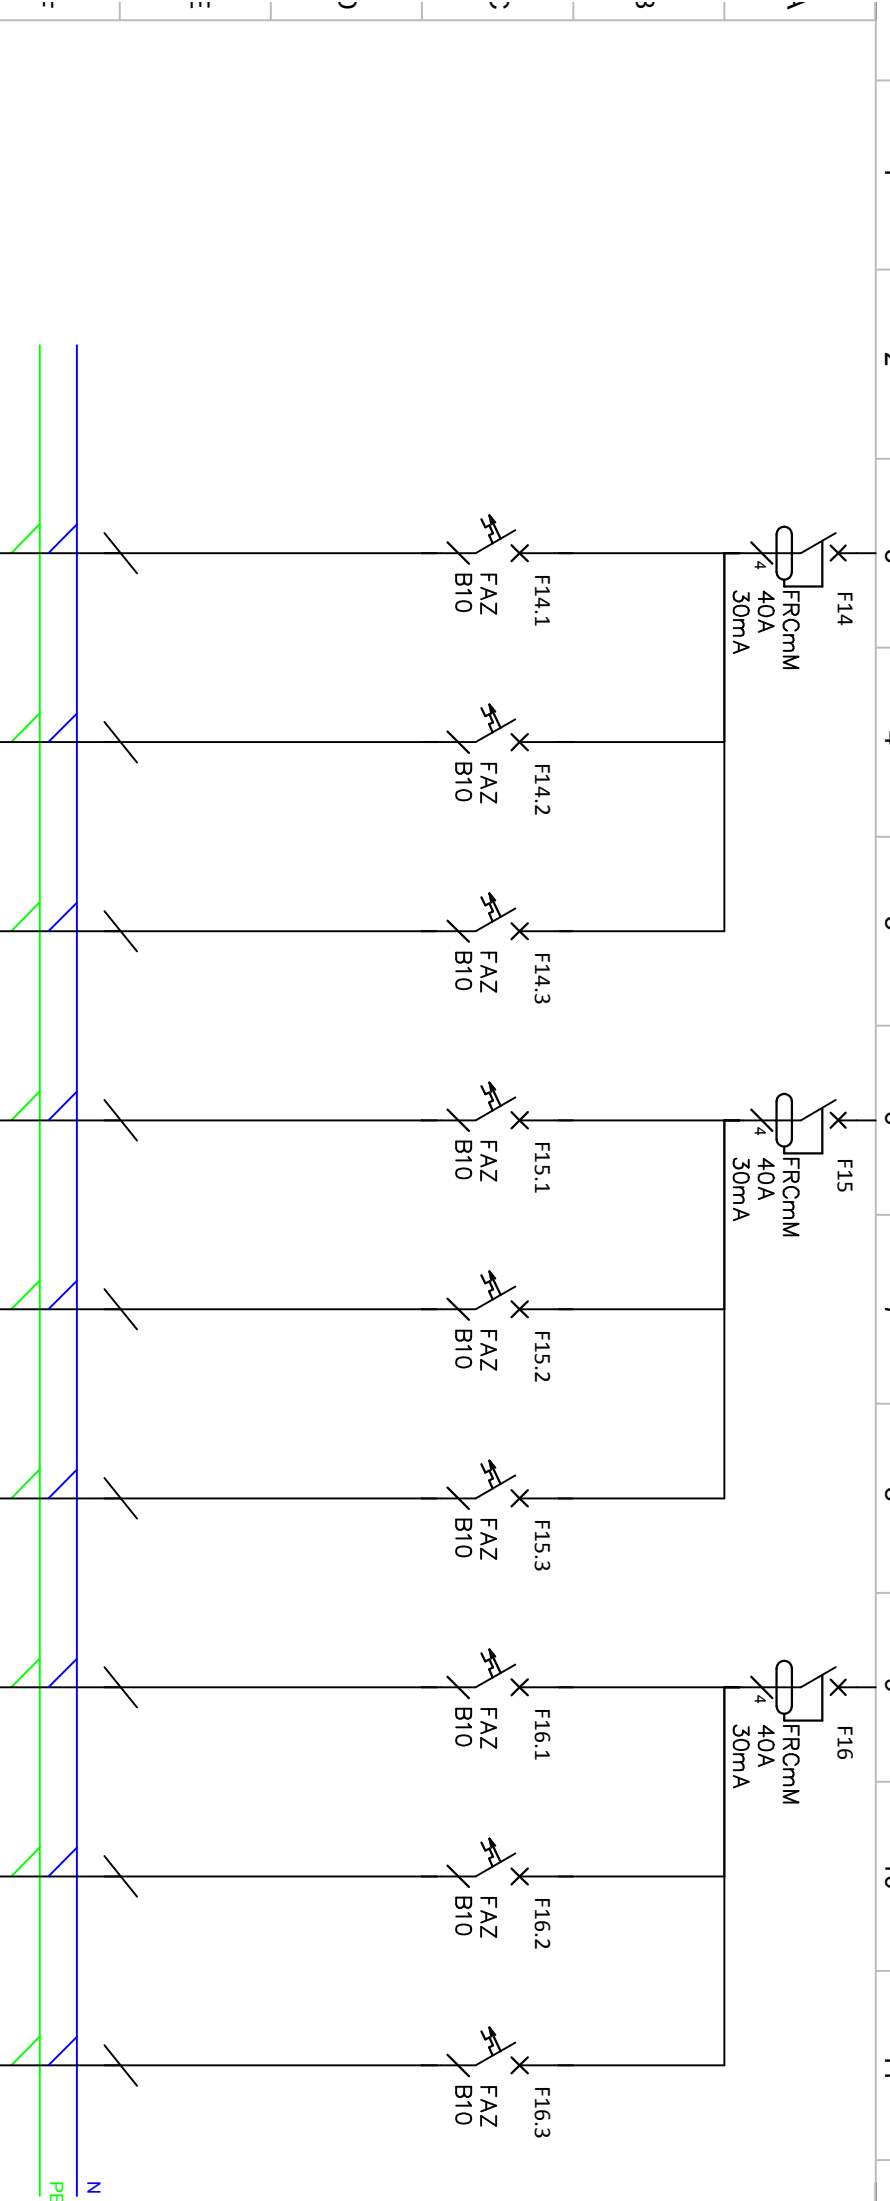 F14
FRCmM
40A
30mA
4
F15
FRCmM
40A
30mA
4
F16
FRCmM
40A
30mA
4
F14.1
FAZ
B10
F14.2
FAZ
B10
F14.3
FAZ
B10
F15.1
FAZ
B10
F15.2
FAZ
B10
F15.3
FAZ
B10
F16.1
FAZ
B10
F16.2
FAZ
B10
F16.3
FAZ
B10
N
PE